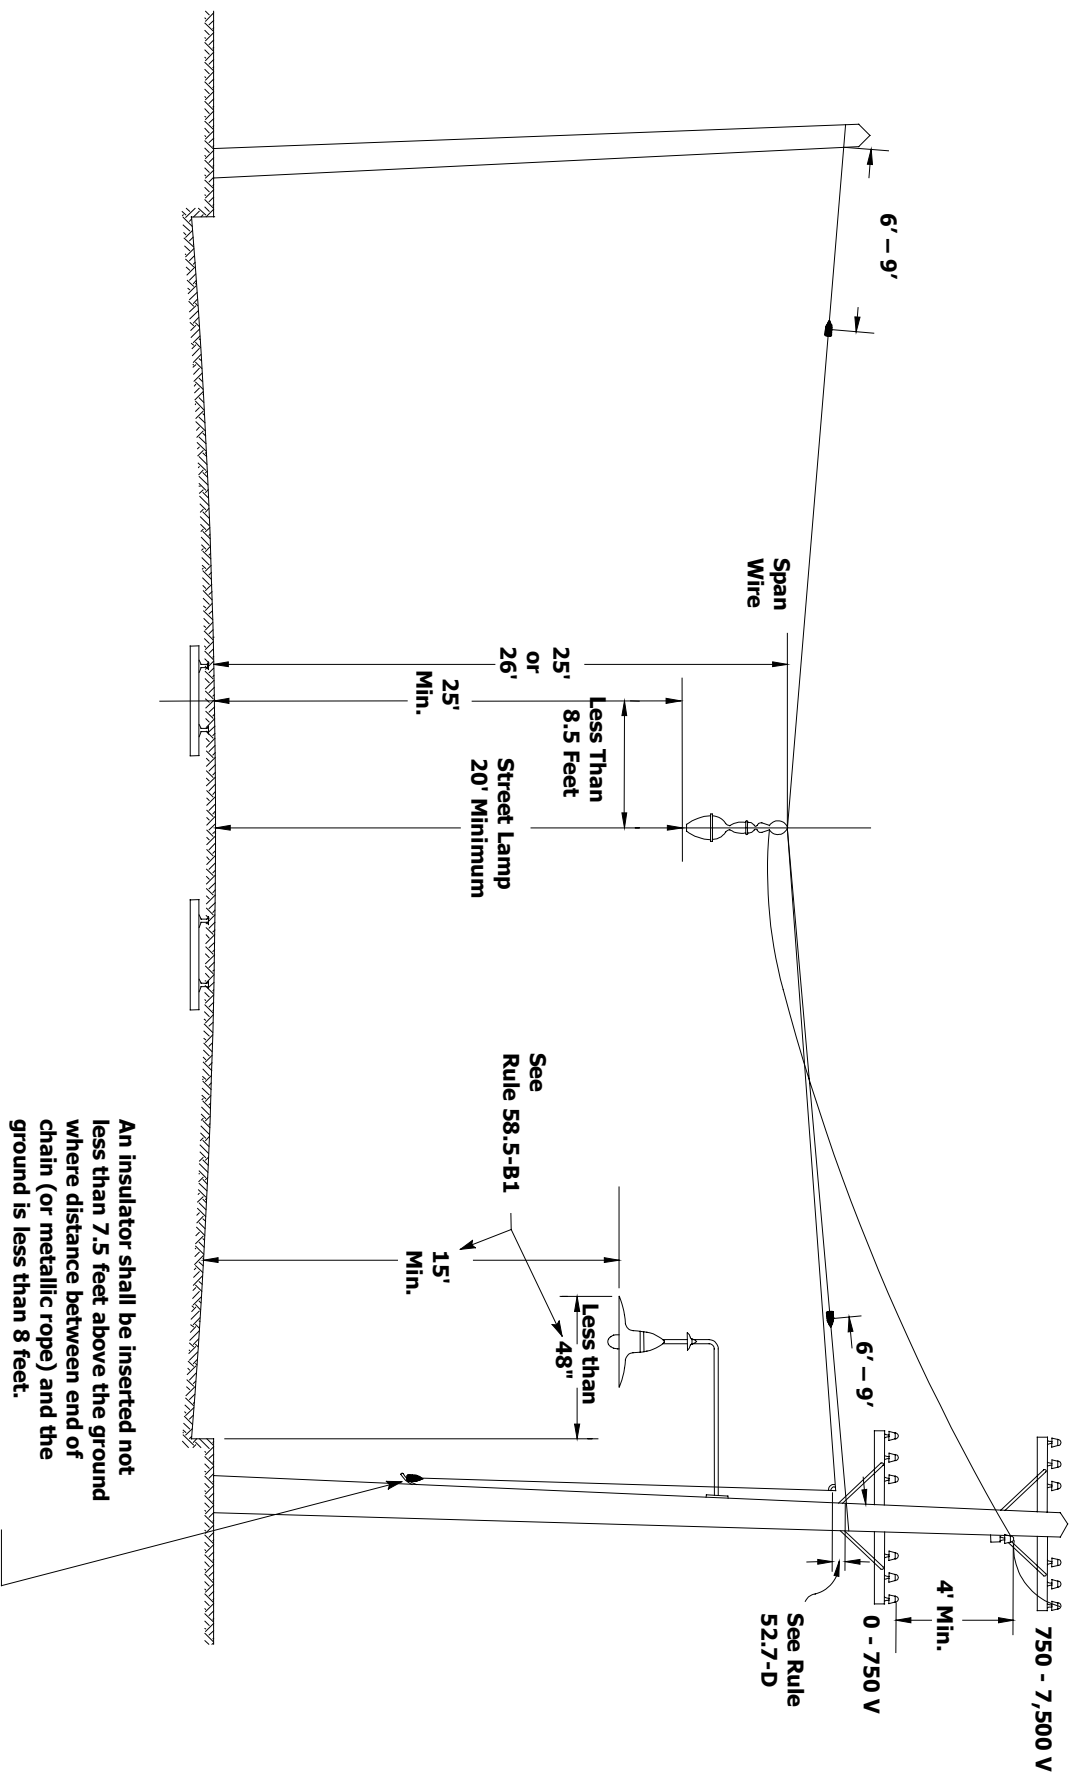 750 - 7,500 V
4' Min.
0 - 750 V
See Rule
52.7-D
6' – 9'
6' – 9'
Span
Wire
25'
or
26'
25'
Min.
Less Than
8.5 Feet
Street Lamp
20' Minimum
See
Rule 58.5-B1
15'
Min.
Less than
48"
An insulator shall be inserted not
less than 7.5 feet above the ground
where distance between end of
chain (or metallic rope) and the
ground is less than 8 feet.